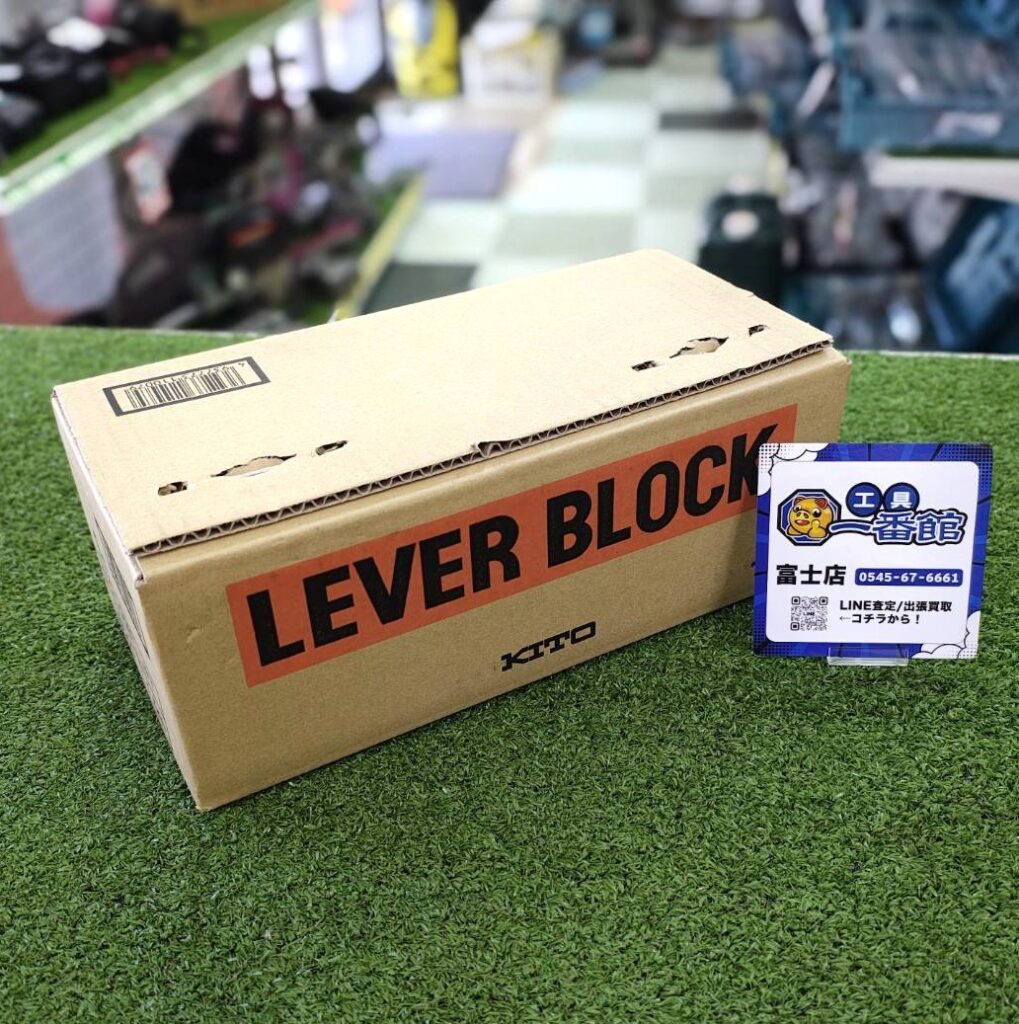 LEVER BLOCK
KITO
工具
一番館
富士店 0545-67-6661
LINE査定/出張買取
←コチラから！
LINE